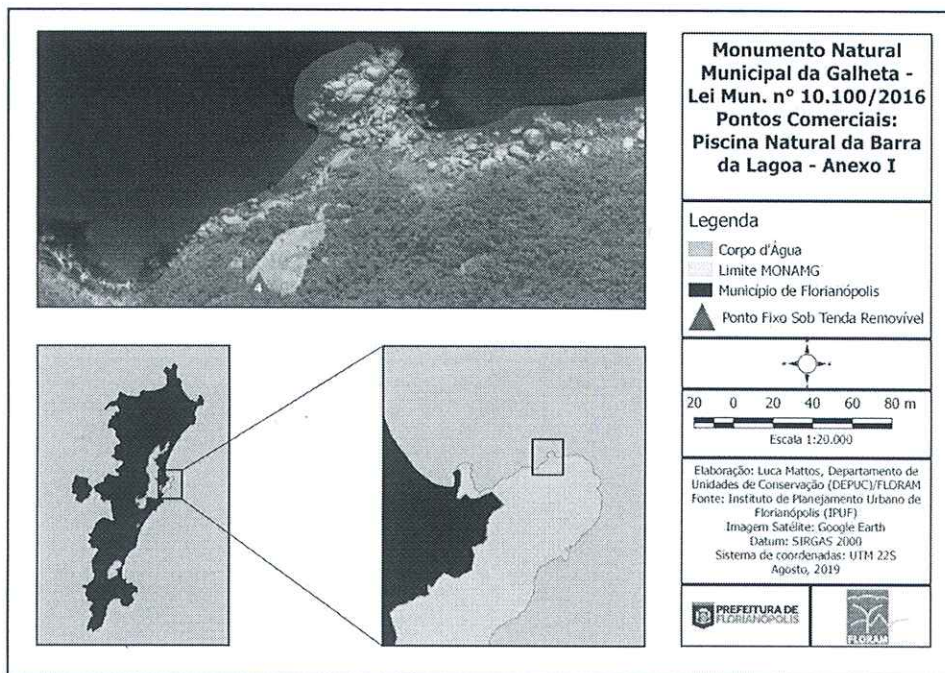 Monumento Natural
Municipal da Galheta -
Lei Mun. nº 10.100/2016
Pontos Comerciais:
Piscina Natural da Barra
da Lagoa - Anexo I
Legenda
Corpo d'Água
Limite MONAMG
Município de Florianópolis
Ponto Fixo Sob Tenda Removível
4
20 0 20 40 60 80 m
Escala 1:20.000
Elaboração: Luca Mattos, Departamento de
Unidades de Conservação (DEPUC)/FLORAM
Fonte: Instituto de Planejamento Urbano de
Florianópolis (IPUF)
Imagem Satélite: Google Earth
Datum: SIRGAS 2000
Sistema de coordenadas: UTM 22S
Agosto, 2019
PREFEITURA DE
FLORIANÓPOLIS
FLORAM